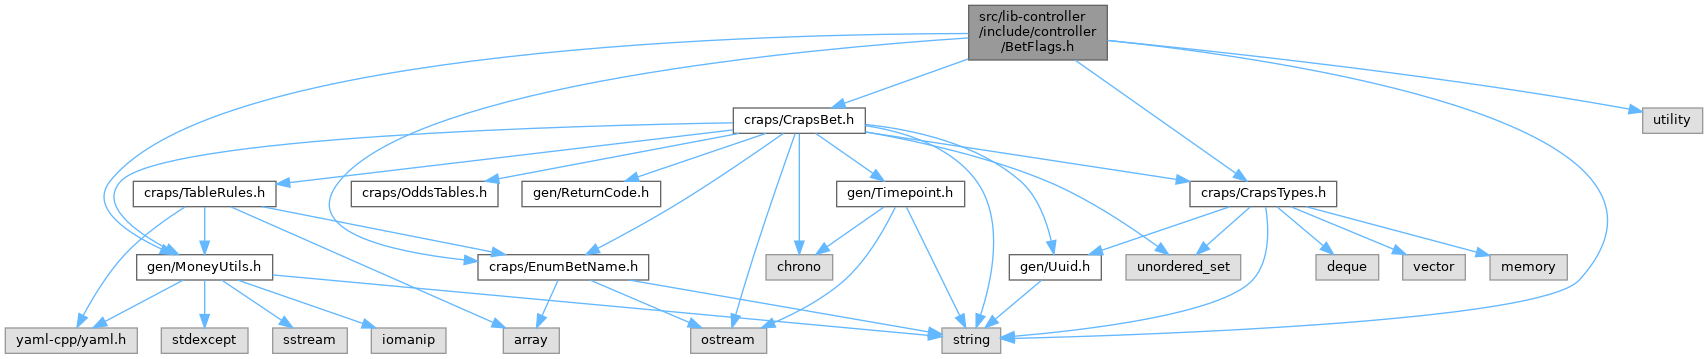 src/lib-controller
/include/controller
/BetFlags.h
craps/CrapsBet.h
utility
craps/TableRules.h
craps/OddsTables.h
gen/ReturnCode.h
gen/Timepoint.h
craps/CrapsTypes.h
gen/MoneyUtils.h
craps/EnumBetName.h
chrono
gen/Uuid.h
unordered_set
deque
vector
memory
yaml-cpp/yaml.h
stdexcept
sstream
iomanip
array
ostream
string